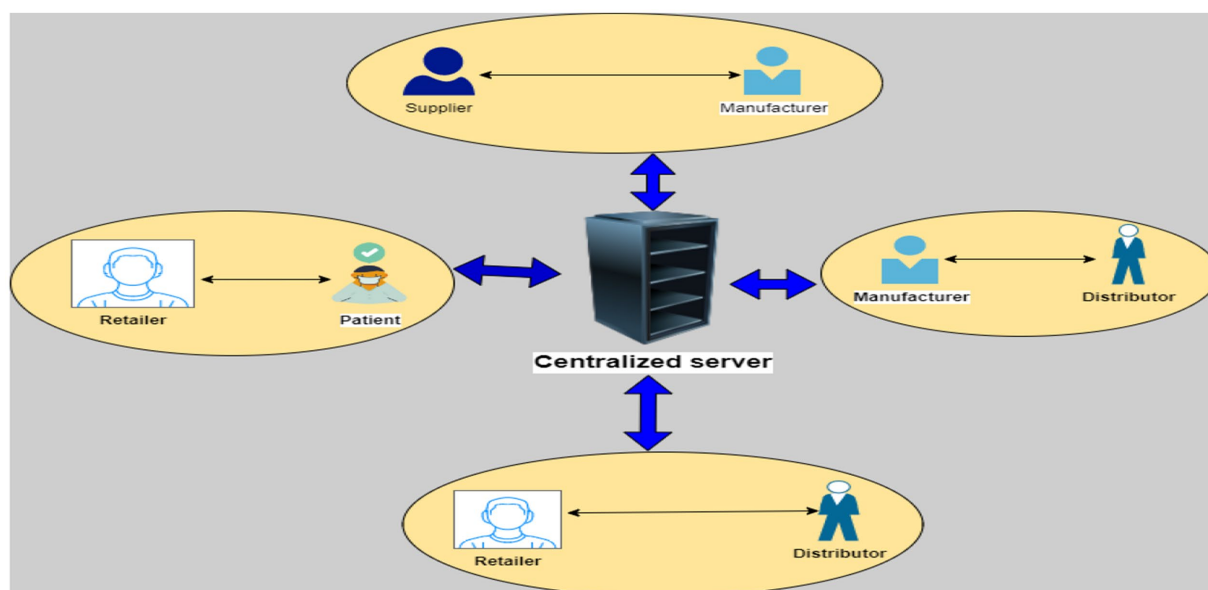 Supplier
Manufacturer
Retailer
Patient
Manufacturer
Distributor
Centralized server
Retailer
Distributor